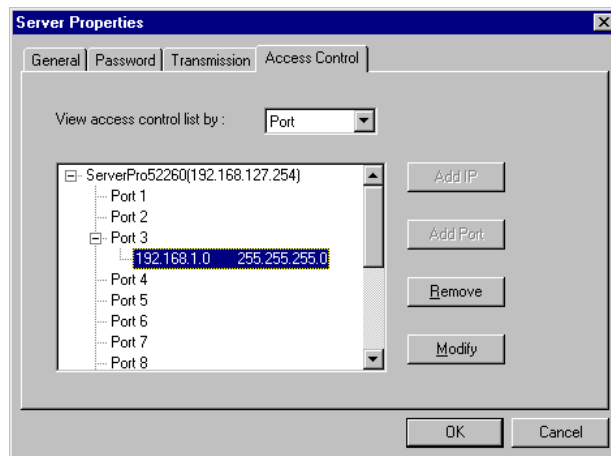 Server Properties
General Password Transmission Access Control
View access control list by : Port
ServerPro52260(192.168.127.254)
Port 1
Port 2
Port 3
192.168.1.0 255.255.255.0
Port 4
Port 5
Port 6
Port 7
Port 8
Add IP
Add Port
Remove
Modify
OK Cancel